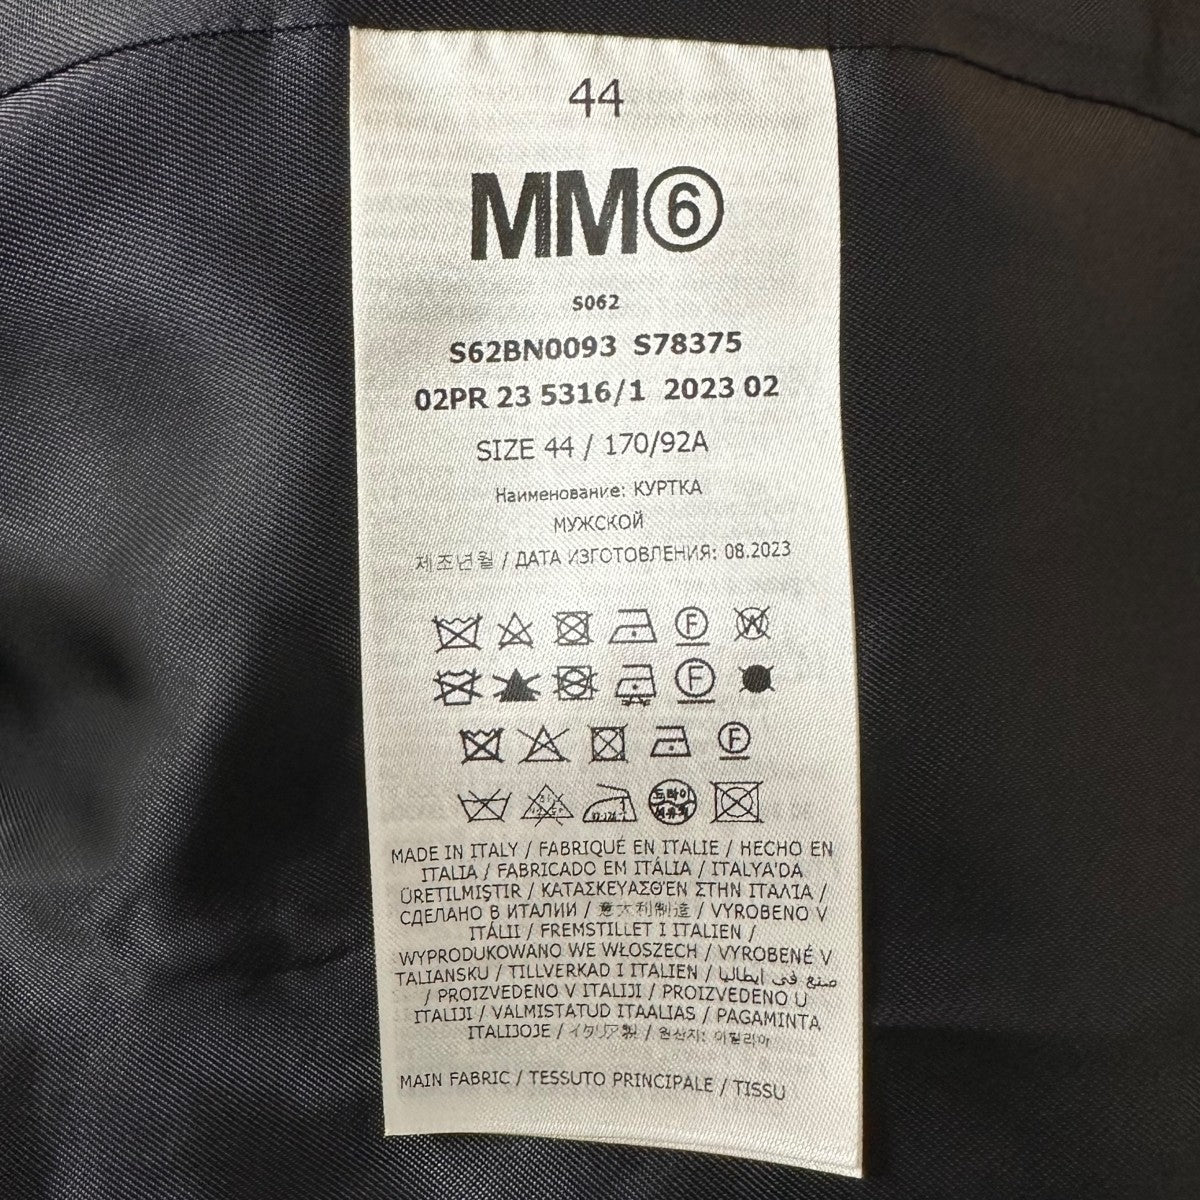 44
MM⑥
S062
S62BN0093 S78375
02PR 23 5316/1 2023 02
SIZE 44 / 170/92A
Наименование: КУРТКА
МУЖСКОЙ
제조년월 / ДАТА ИЗГОТОВЛЕНИЯ: 08.2023
F W
F
F
드라이
MADE IN ITALY / FABRIQUÉ EN ITALIE / HECHO EN
ITALIA / FABRICADO EM ITÁLIA / ITALYA'DA
ÜRETILMIŞTIR / ΚΑΤΑΣΚΕΥΑΣΘΈΝ ΣΤΗΝ ΙΤΑΛΊΑ /
СДЕЛАНО В ИТАЛИИ / 意大利制造 / VYROBENO V
ITÁLII / FREMSTILLET I ITALIEN /
WYPRODUKOWANO WE WŁOSZECH / VYROBENÉ V
TALIANSKU / TILLVERKAD I ITALIEN / صنع في ايطاليا
/ PROIZVEDENO V ITALIJI / PROIZVEDENO U
ITALIJI / VALMISTATUD ITAALIAS / PAGAMINTA
ITALIJOJE / イタリア製 / 원산지: 이탈리아
MAIN FABRIC / TESSUTO PRINCIPALE / TISSU